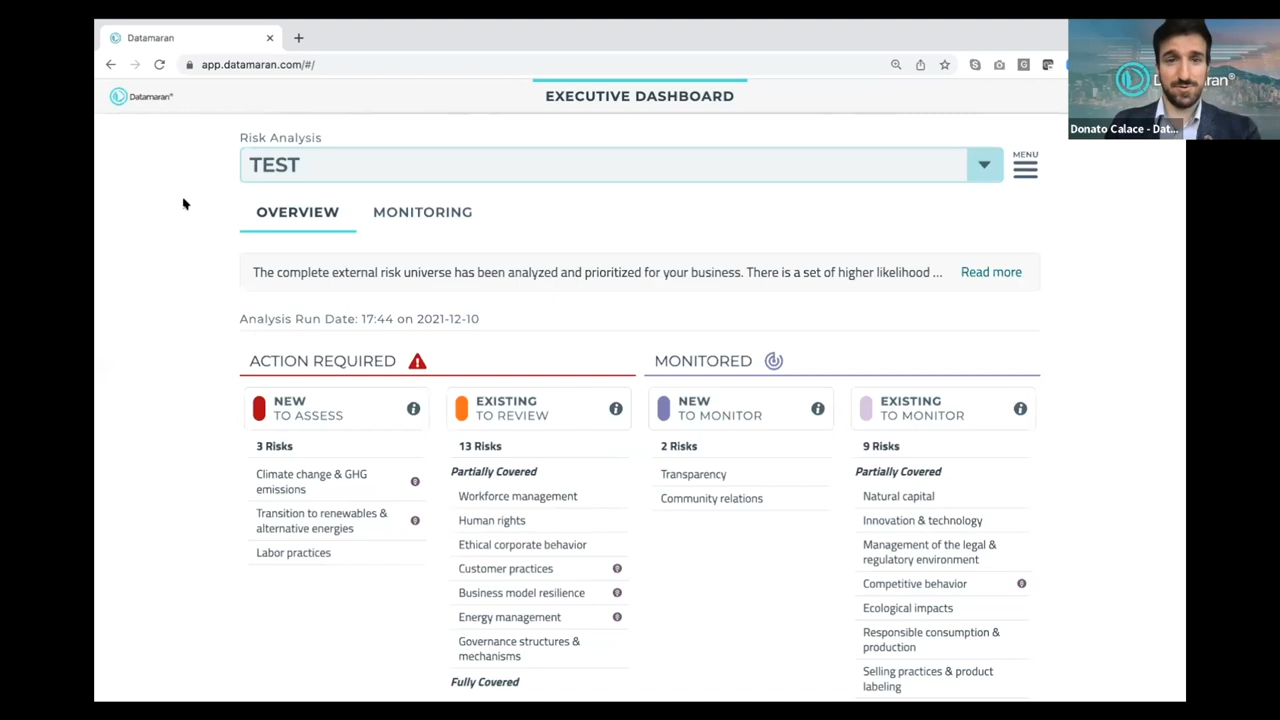 Datamaran
app.datamaran.com/#/
Datamaran®
EXECUTIVE DASHBOARD
Donato Calace - Dat...
Risk Analysis
TEST
MENU
OVERVIEW
MONITORING
The complete external risk universe has been analyzed and prioritized for your business. There is a set of higher likelihood ...
Read more
Analysis Run Date: 17:44 on 2021-12-10
ACTION REQUIRED
MONITORED
NEW
TO ASSESS
3 Risks
Climate change & GHG
emissions
Transition to renewables &
alternative energies
Labor practices
EXISTING
TO REVIEW
13 Risks
Partially Covered
Workforce management
Human rights
Ethical corporate behavior
Customer practices
Business model resilience
Energy management
Governance structures &
mechanisms
Fully Covered
NEW
TO MONITOR
2 Risks
Transparency
Community relations
EXISTING
TO MONITOR
9 Risks
Partially Covered
Natural capital
Innovation & technology
Management of the legal &
regulatory environment
Competitive behavior
Ecological impacts
Responsible consumption &
production
Selling practices & product
labeling